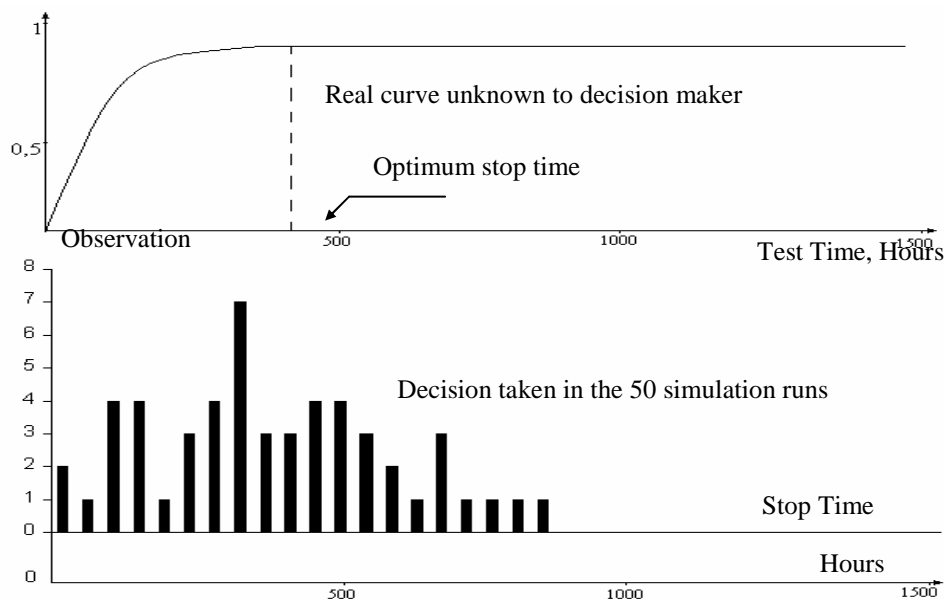 1
Real curve unknown to decision maker
0,5
Optimum stop time
Observation
500 1000 1500
Test Time, Hours
8
7
6
5
4
Decision taken in the 50 simulation runs
3
2
1
Stop Time
0
Hours
0
500 1000 1500